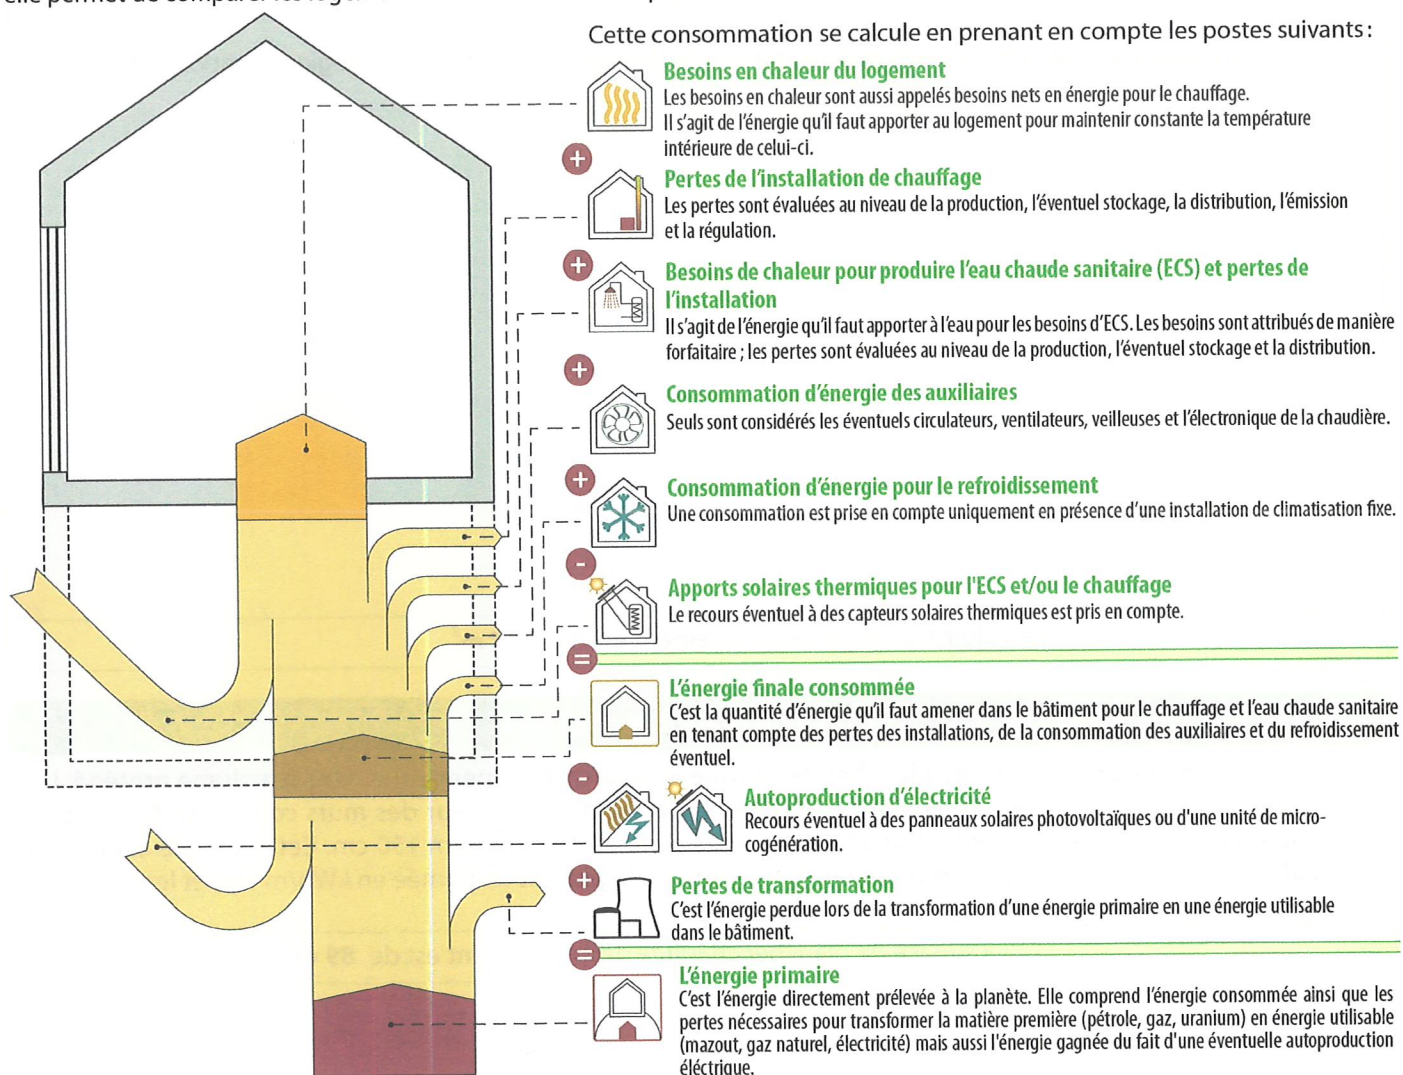 Cette consommation se calcule en prenant en compte les postes suivants :
Besoins en chaleur du logement
Les besoins en chaleur sont aussi appelés besoins nets en énergie pour le chauffage.
Il s'agit de l'énergie qu'il faut apporter au logement pour maintenir constante la température
intérieure de celui-ci.
+
Pertes de l'installation de chauffage
Les pertes sont évaluées au niveau de la production, l'éventuel stockage, la distribution, l'émission
et la régulation.
+
Besoins de chaleur pour produire l'eau chaude sanitaire (ECS) et pertes de
l'installation
Il s'agit de l'énergie qu'il faut apporter à l'eau pour les besoins d'ECS. Les besoins sont attribués de manière
forfaitaire ; les pertes sont évaluées au niveau de la production, l'éventuel stockage et la distribution.
+
Consommation d'énergie des auxiliaires
Seuls sont considérés les éventuels circulateurs, ventilateurs, veilleuses et l'électronique de la chaudière.
+
Consommation d'énergie pour le refroidissement
Une consommation est prise en compte uniquement en présence d'une installation de climatisation fixe.
-
Apports solaires thermiques pour l'ECS et/ou le chauffage
Le recours éventuel à des capteurs solaires thermiques est pris en compte.
=
L'énergie finale consommée
C'est la quantité d'énergie qu'il faut amener dans le bâtiment pour le chauffage et l'eau chaude sanitaire
en tenant compte des pertes des installations, de la consommation des auxiliaires et du refroidissement
éventuel.
-
Autoproduction d'électricité
Recours éventuel à des panneaux solaires photovoltaïques ou d'une unité de micro-
cogénération.
+
Pertes de transformation
C'est l'énergie perdue lors de la transformation d'une énergie primaire en une énergie utilisable
dans le bâtiment.
=
L'énergie primaire
C'est l'énergie directement prélevée à la planète. Elle comprend l'énergie consommée ainsi que les
pertes nécessaires pour transformer la matière première (pétrole, gaz, uranium) en énergie utilisable
(mazout, gaz naturel, électricité) mais aussi l'énergie gagnée du fait d'une éventuelle autoproduction
éléctrique.